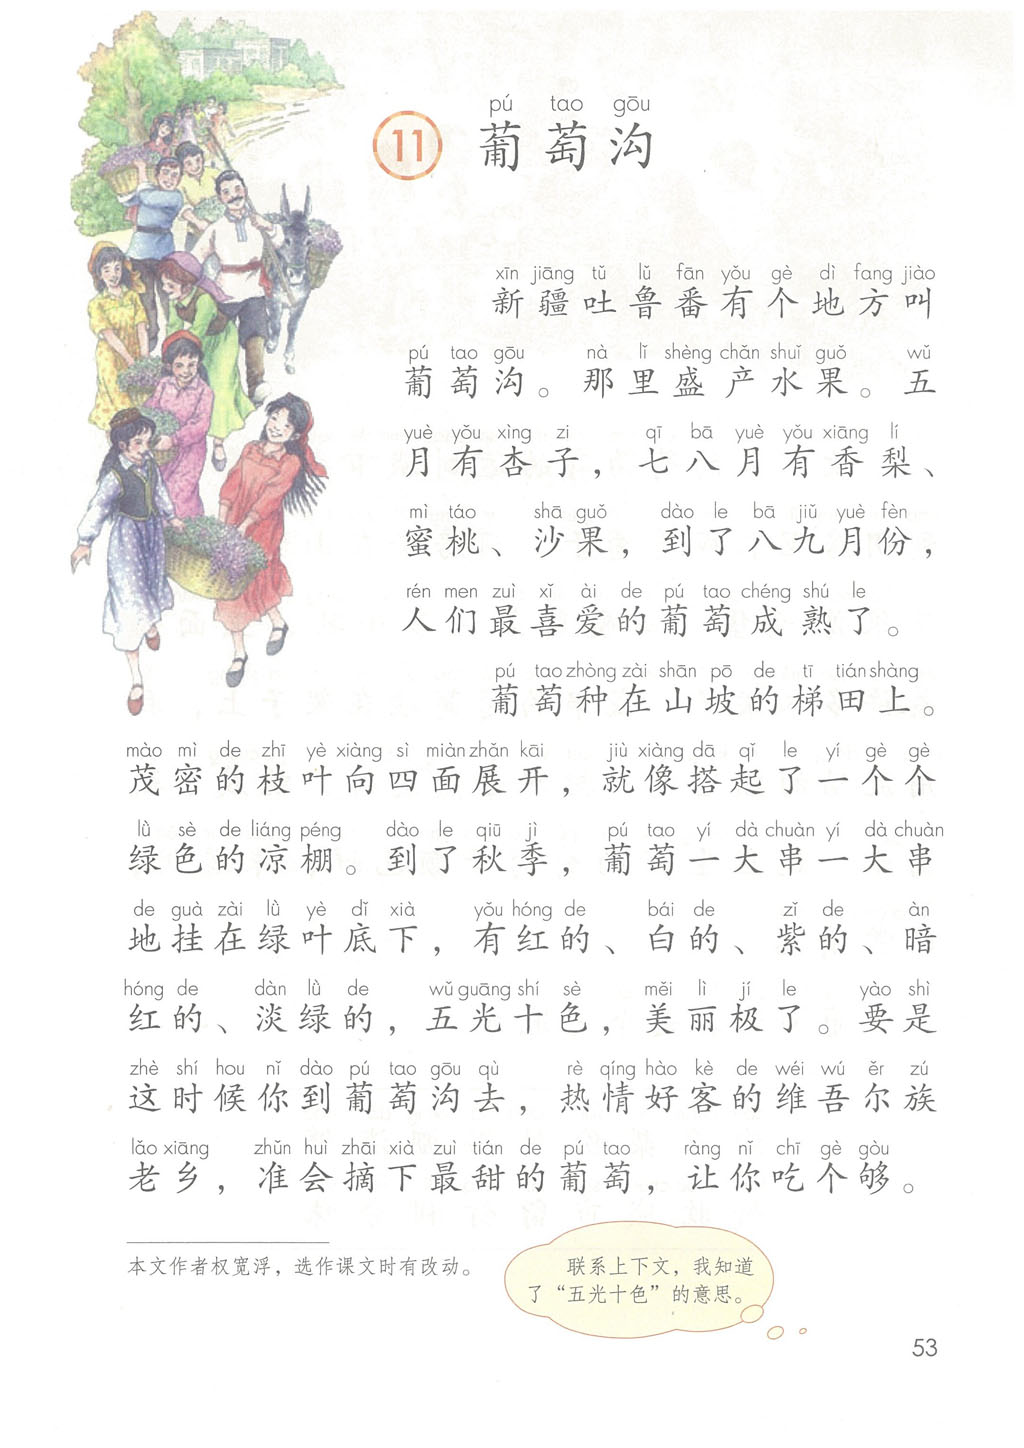 pú tao gōu
11 葡萄沟
xīn jiāng tǔ lǔ fān yǒu gè dì fang jiào
新疆吐鲁番有个地方叫
pú tao gōu nà lǐ shèng chǎn shuǐ guǒ wǔ
葡萄沟。那里盛产水果。五
yuè yǒu xìng zi qī bā yuè yǒu xiāng lí
月有杏子，七八月有香梨、
mì táo shā guǒ dào le bā jiǔ yuè fèn
蜜桃、沙果，到了八九月份，
rén men zuì xǐ ài de pú tao chéng shú le
人们最喜爱的葡萄成熟了。
pú tao zhòng zài shān pō de tī tián shàng
葡萄种在山坡的梯田上。
mào mì de zhī yè xiàng sì miàn zhǎn kāi jiù xiàng dā qǐ le yí gè gè
茂密的枝叶向四面展开，就像搭起了一个个
lǜ sè de liáng péng dào le qiū jì pú tao yí dà chuàn yí dà chuàn
绿色的凉棚。到了秋季，葡萄一大串一大串
de guà zài lǜ yè dǐ xià yǒu hóng de bái de zǐ de àn
地挂在绿叶底下，有红的、白的、紫的、暗
hóng de dàn lǜ de wǔ guāng shí sè měi lì jí le yào shì
红的、淡绿的，五光十色，美丽极了。要是
zhè shí hou nǐ dào pú tao gōu qù rè qíng hào kè de wéi wú ěr zú
这时候你到葡萄沟去，热情好客的维吾尔族
lǎo xiāng zhǔn huì zhāi xià zuì tián de pú tao ràng nǐ chī gè gòu
老乡，准会摘下最甜的葡萄，让你吃个够。
本文作者权宽浮，选作课文时有改动。
联系上下文，我知道
了“五光十色”的意思。
53